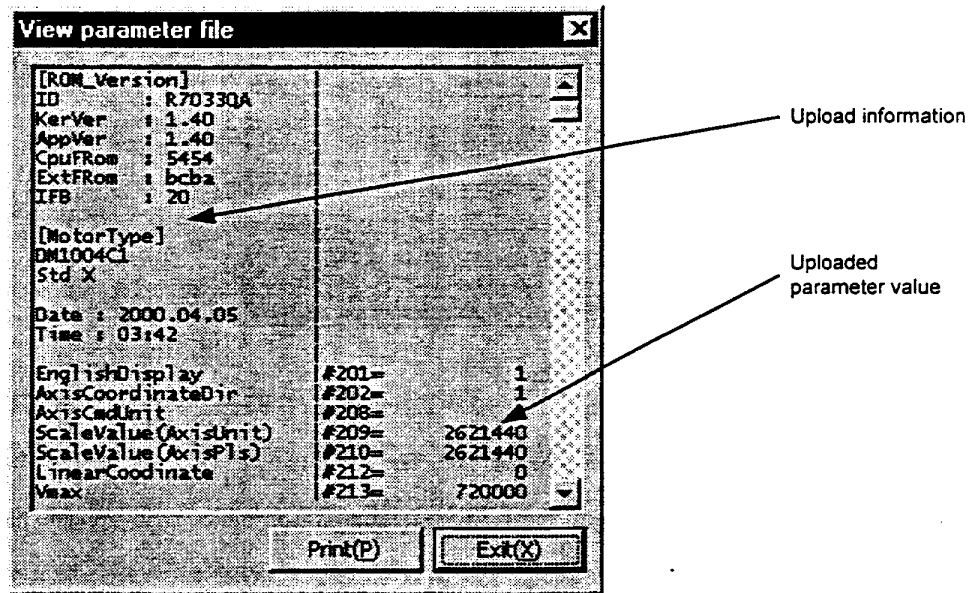 View parameter file
[ROM_Version]
ID : R7033QA
KerVer : 1.40
AppVer : 1.40
CpuFRom : 5454
ExtFRom : bcba
IFB : 20
[MotorType]
DM1004C1
Std X
Date : 2000.04.05
Time : 03:42
EnglishDisplay #201= 1
AxisCoordinateDir #202= 1
AxisCmdUnit #208=
ScaleValue(AxisUnit) #209= 2621440
ScaleValue(AxisPls) #210= 2621440
LinearCoodinate #212= 0
Vmax #213= 720000
Print(P)
Exit(X)
Upload information
Uploaded
parameter value